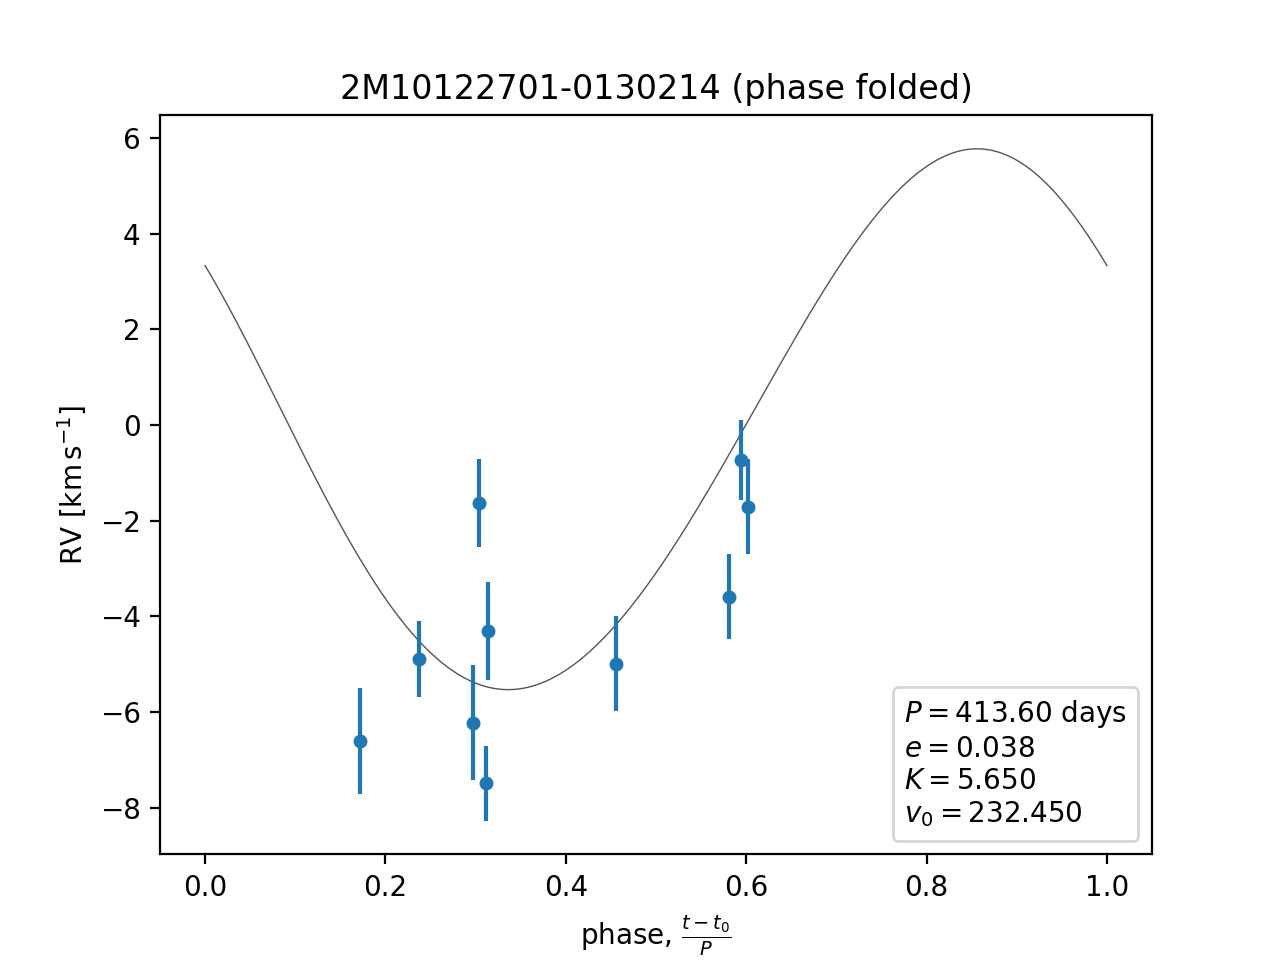 2M10122701-0130214 (phase folded)
6
4
2
0
−2
−4
−6
−8
RV [km s⁻¹]
P = 413.60 days
e = 0.038
K = 5.650
v₀ = 232.450
0.0 0.2 0.4 0.6 0.8 1.0
phase, (t − t₀)/P